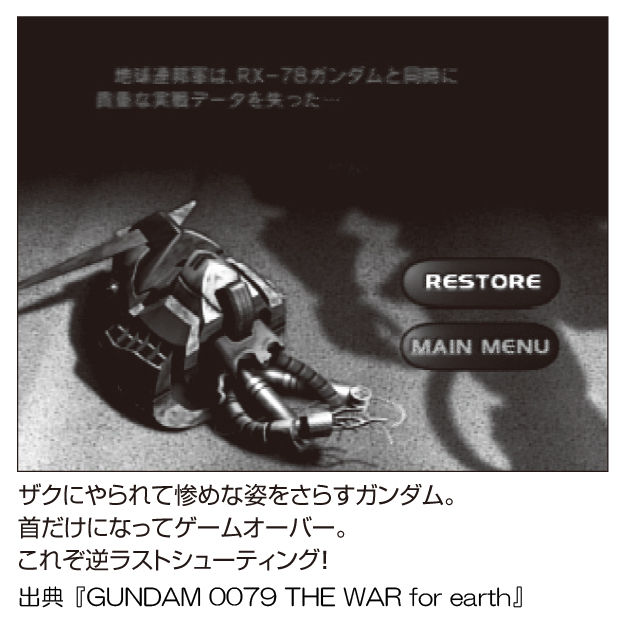 地球連邦軍は、RX-78ガンダムと同時に
貴重な実戦データを失った…
RESTORE
MAIN MENU
ザクにやられて惨めな姿をさらすガンダム。
首だけになってゲームオーバー。
これぞ逆ラストシューティング!
出典『GUNDAM 0079 THE WAR for earth』